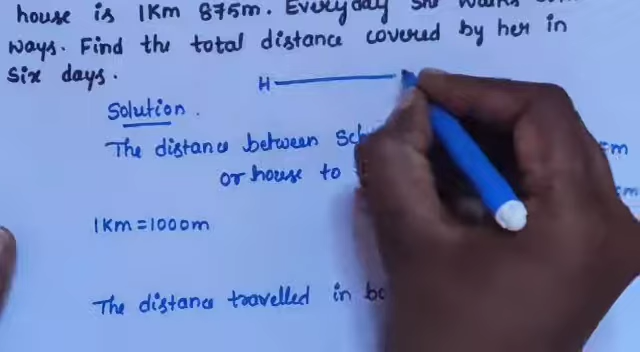 house is 1Km 875m. Everyday She walks
ways. Find the total distance covered by her in
six days.
H
Solution.
The distance between
or house to
1Km = 1000m
The distance travelled in